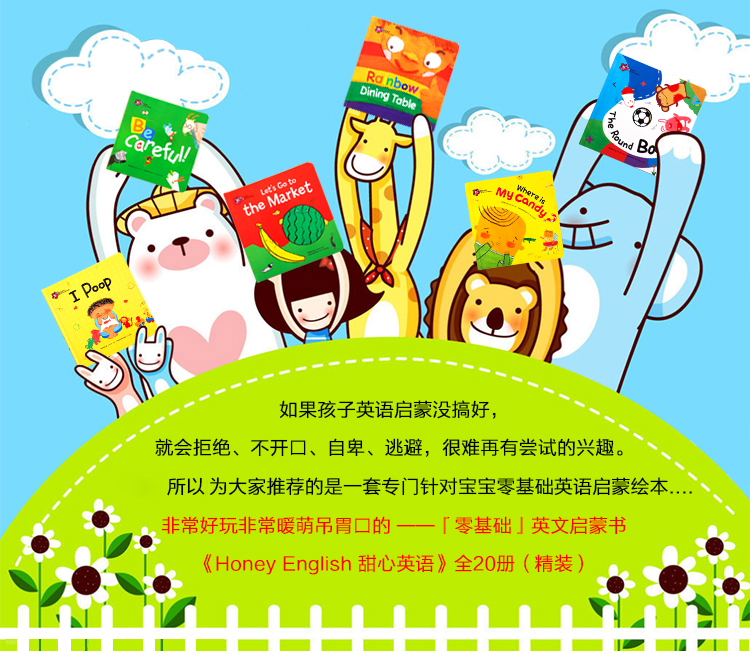 Rainbow
Dining Table
Be
Careful!
The Round Bo
Let's Go to
the Market
Where is
My Candy
I Poop
如果孩子英语启蒙没搞好，
就会拒绝、不开口、自卑、逃避，很难再有尝试的兴趣。
所以 为大家推荐的是一套专门针对宝宝零基础英语启蒙绘本....
非常好玩非常暖萌吊胃口的 ——『零基础』英文启蒙书
《Honey English 甜心英语》全20册（精装）